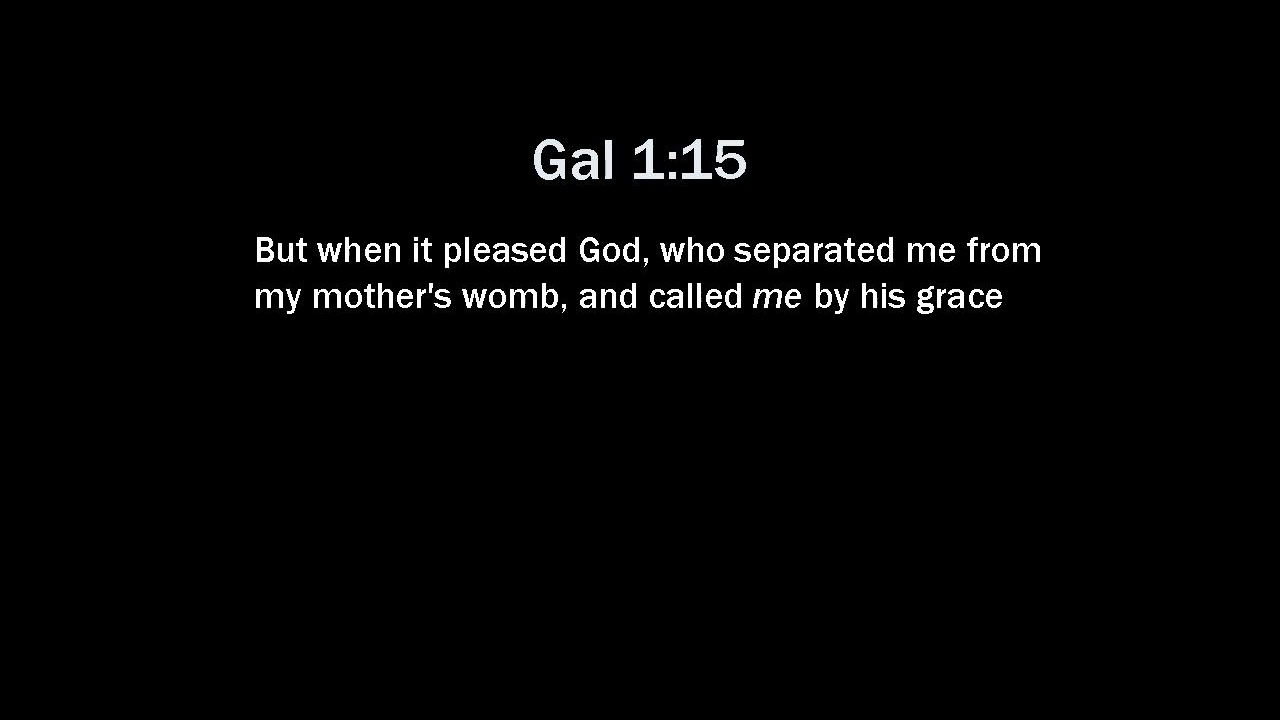 Gal 1:15
But when it pleased God, who separated me from
my mother's womb, and called me by his grace